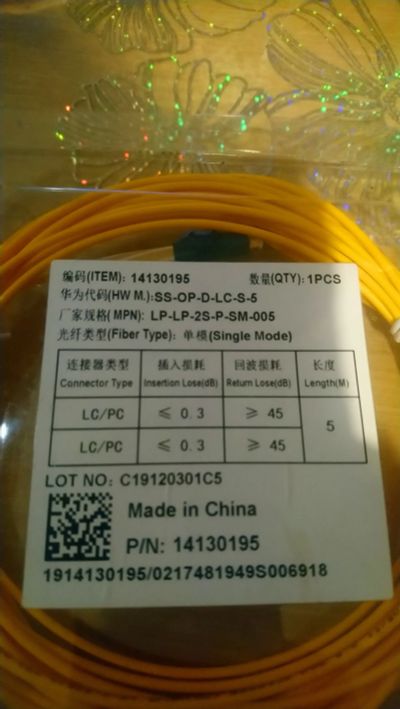 编码(ITEM): 14130195 数量(QTY): 1PCS
华为代码(HW M.): SS-OP-D-LC-S-5
厂家规格( MPN): LP-LP-2S-P-SM-005
光纤类型(Fiber Type): 单模(Single Mode)
连接器类型 插入损耗 回波损耗 长度
Connector Type Insertion Loss(dB) Return Loss(dB) Length(M)
LC/PC ≤ 0.3 ≥ 45 5
LC/PC ≤ 0.3 ≥ 45
LOT NO: C19120301C5
Made in China
P/N: 14130195
1914130195/0217481949S006918